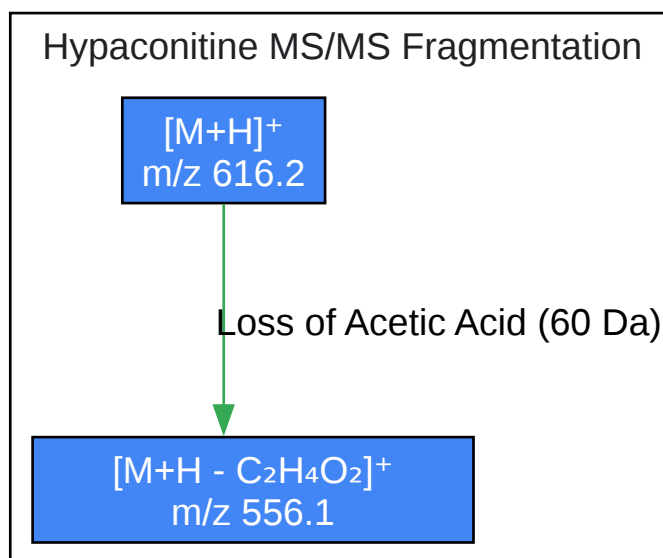 Hypaconitine MS/MS Fragmentation
[M+H]⁺
m/z 616.2
Loss of Acetic Acid (60 Da)
[M+H - C₂H₄O₂]⁺
m/z 556.1